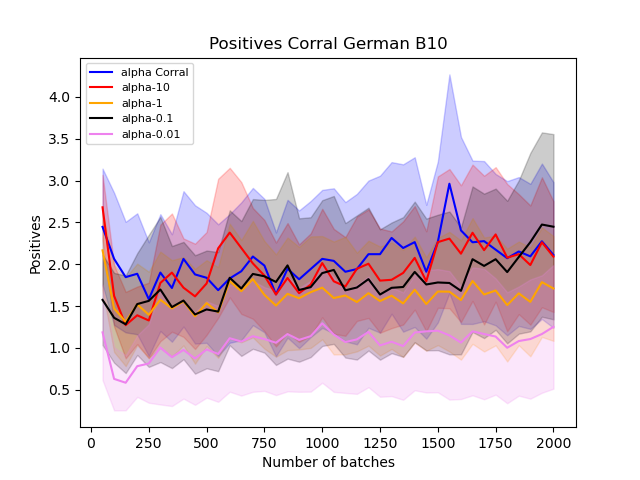 Positives Corral German B10
alpha Corral
alpha-10
alpha-1
alpha-0.1
alpha-0.01
Positives
4.0
3.5
3.0
2.5
2.0
1.5
1.0
0.5
0 250 500 750 1000 1250 1500 1750 2000
Number of batches